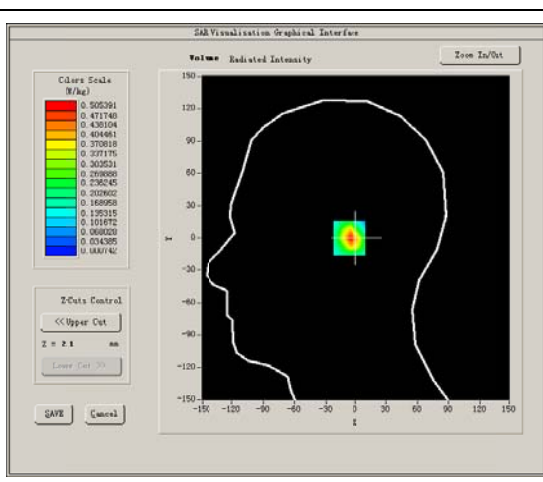 SAR Visualisation Graphical Interface
Volume Radiated Intensity
Zoom In/Out
Colors Scale
(W/kg)
0.505391
0.471748
0.438104
0.404461
0.370818
0.337175
0.303531
0.269888
0.236245
0.202602
0.168958
0.135315
0.101672
0.068028
0.034385
0.000742
Z-Cuts Control
<<Upper Cut
Z = 2.1 mm
Lower Cut >>
SAVE
Cancel
150
120
90
60
30
0
-30
-60
-90
-120
-150
Y
-150 -120 -90 -60 -30 0 30 60 90 120 150
X